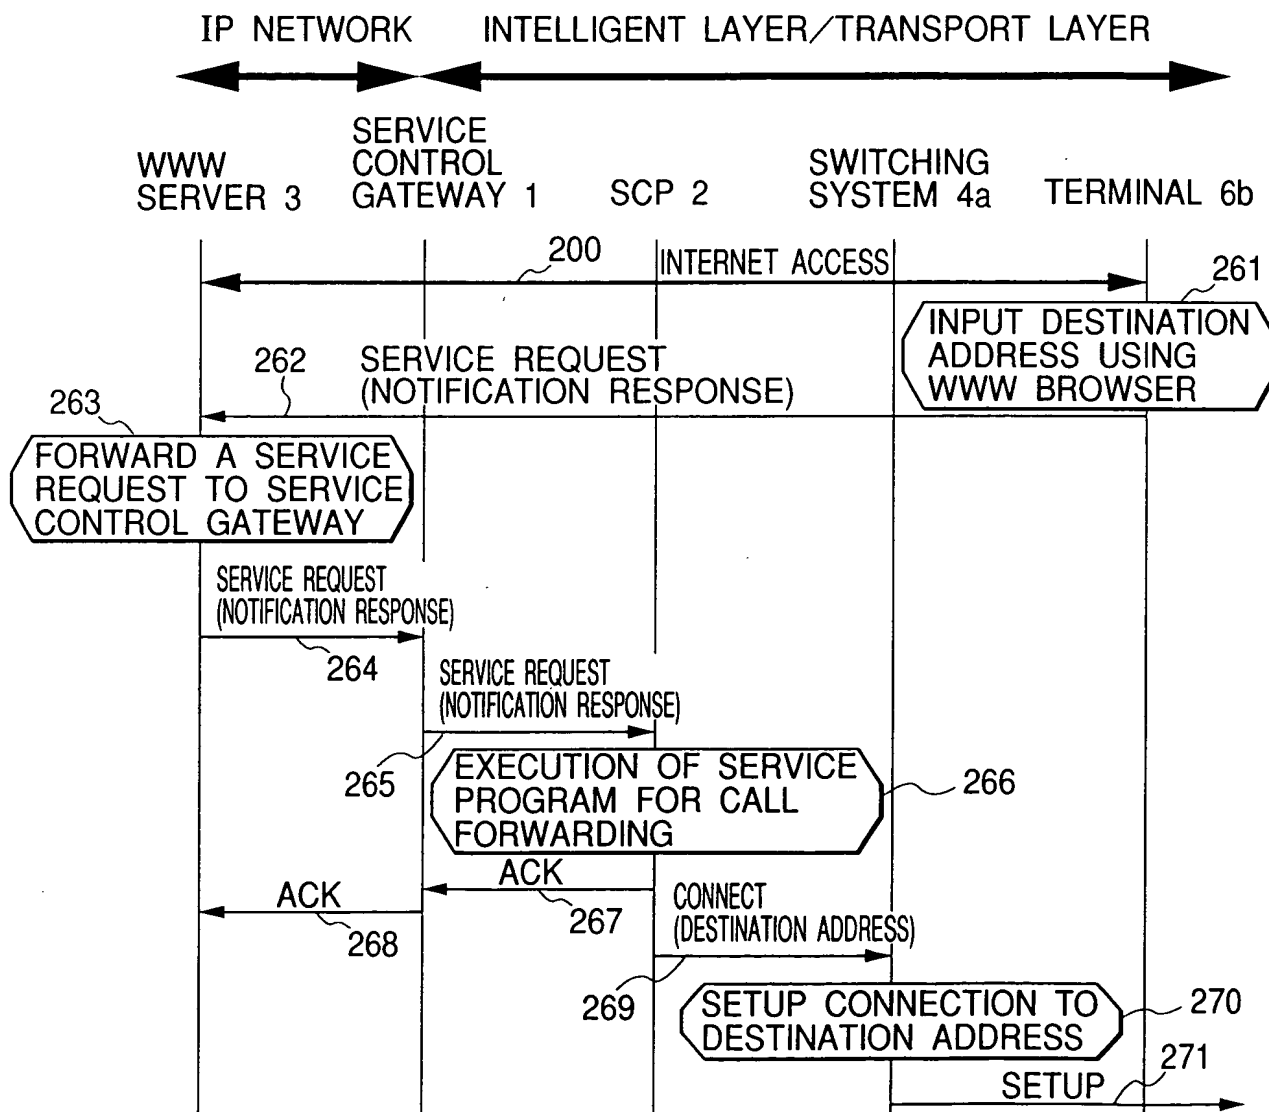 IP NETWORK
INTELLIGENT LAYER/TRANSPORT LAYER
WWW
SERVER 3
SERVICE
CONTROL
GATEWAY 1
SCP 2
SWITCHING
SYSTEM 4a
TERMINAL 6b
200
INTERNET ACCESS
261
INPUT DESTINATION
ADDRESS USING
WWW BROWSER
262
SERVICE REQUEST
(NOTIFICATION RESPONSE)
263
FORWARD A SERVICE
REQUEST TO SERVICE
CONTROL GATEWAY
SERVICE REQUEST
(NOTIFICATION RESPONSE)
264
SERVICE REQUEST
(NOTIFICATION RESPONSE)
265
EXECUTION OF SERVICE
PROGRAM FOR CALL
FORWARDING
266
ACK
267
ACK
268
CONNECT
(DESTINATION ADDRESS)
269
SETUP CONNECTION TO
DESTINATION ADDRESS
270
SETUP
271